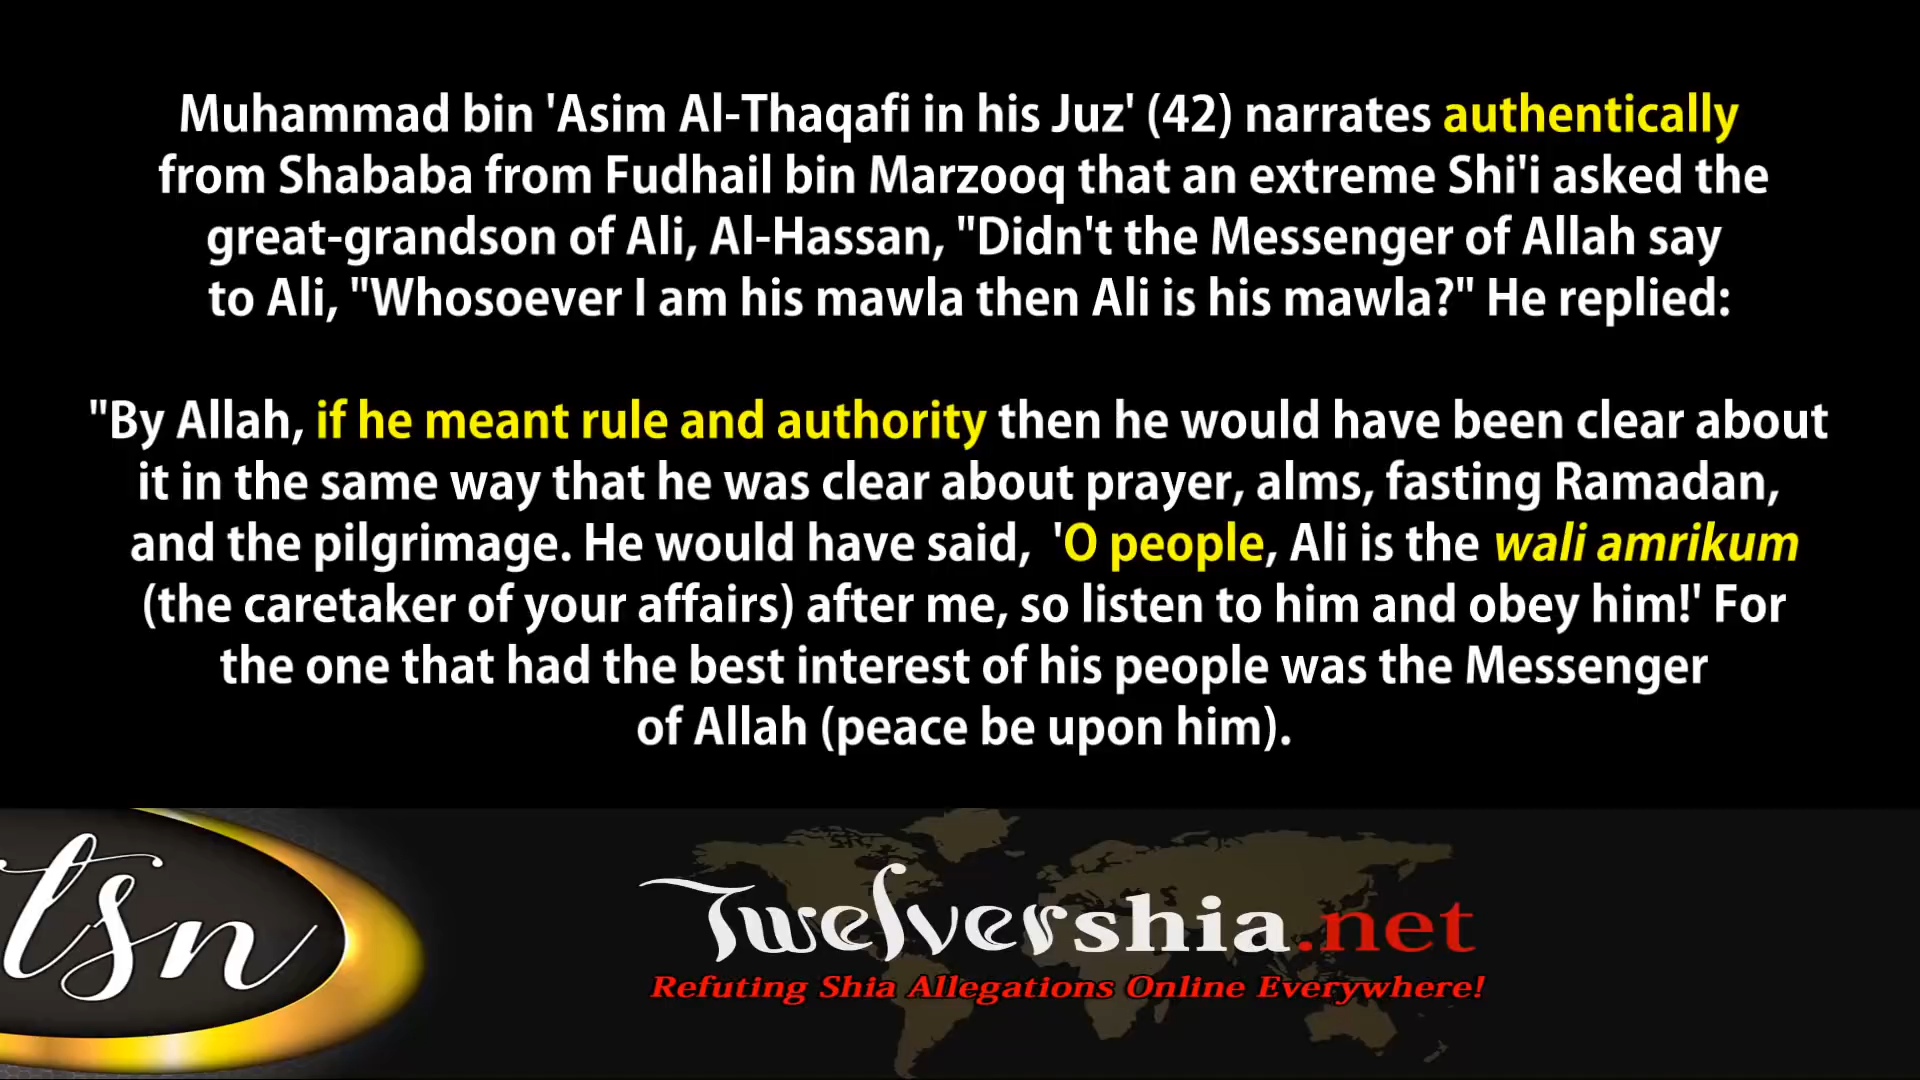 Muhammad bin 'Asim Al-Thaqafi in his Juz' (42) narrates authentically
from Shababa from Fudhail bin Marzooq that an extreme Shi'i asked the
great-grandson of Ali, Al-Hassan, "Didn't the Messenger of Allah say
to Ali, "Whosoever I am his mawla then Ali is his mawla?" He replied:
"By Allah, if he meant rule and authority then he would have been clear about
it in the same way that he was clear about prayer, alms, fasting Ramadan,
and the pilgrimage. He would have said, 'O people, Ali is the wali amrikum
(the caretaker of your affairs) after me, so listen to him and obey him!' For
the one that had the best interest of his people was the Messenger
of Allah (peace be upon him).
tsn
Twelvershia.net
Refuting Shia Allegations Online Everywhere!